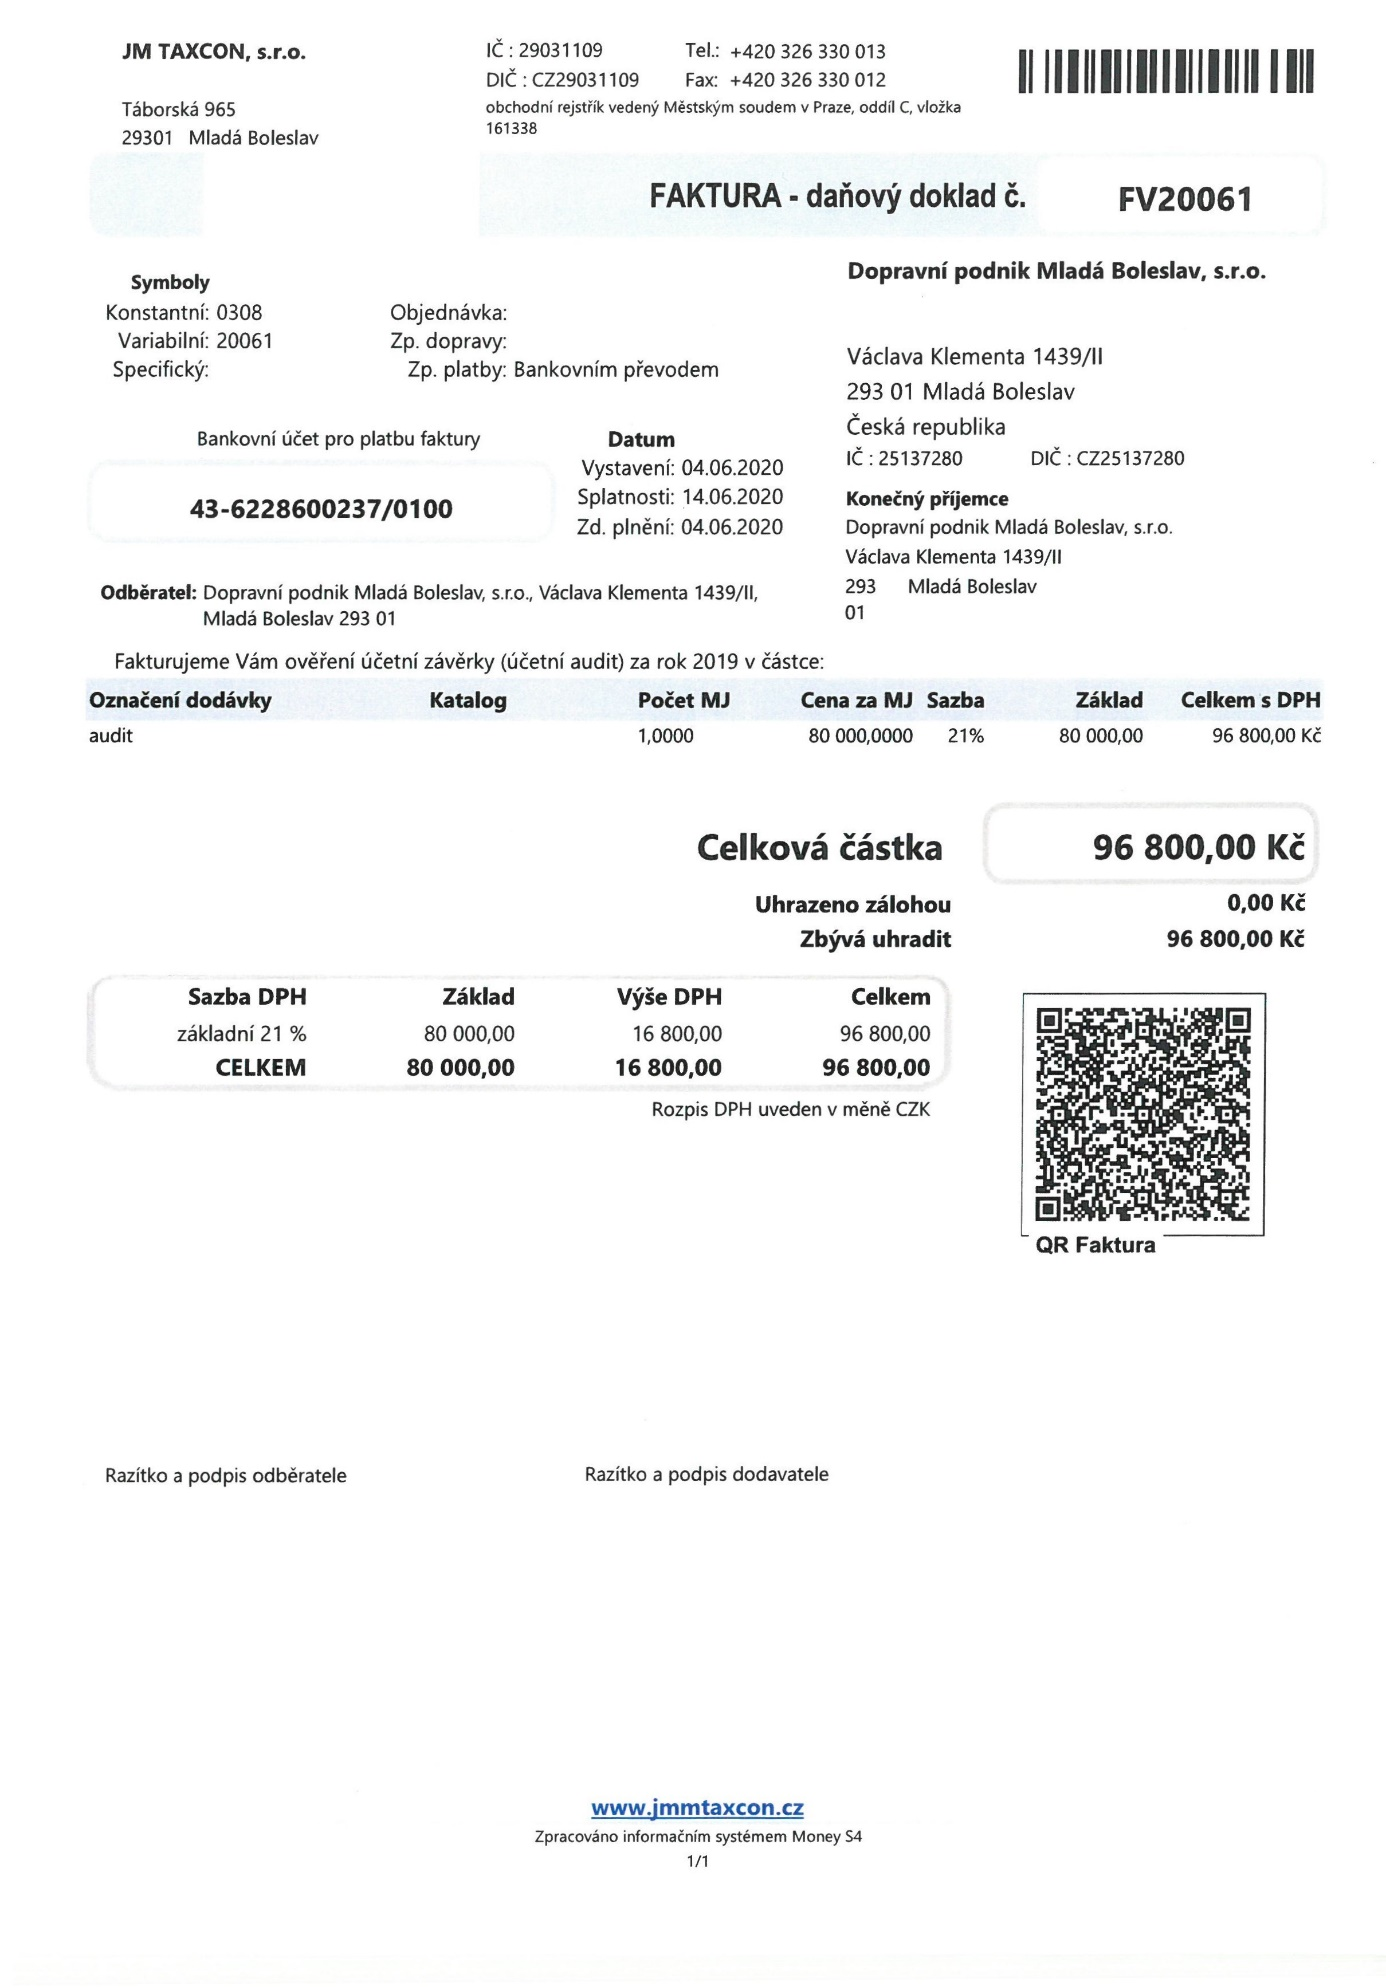 JM TAXCON, s.r.o.
Táborská 965
29301 Mladá Boleslav
IČ : 29031109 Tel.: +420 326 330 013
DIČ : CZ29031109 Fax: +420 326 330 012
obchodní rejstřík vedený Městským soudem v Praze, oddíl C, vložka
161338
FAKTURA - daňový doklad č. FV20061
Symboly
Konstantní: 0308
Variabilní: 20061
Specifický:
Objednávka:
Zp. dopravy:
Zp. platby: Bankovním převodem
Dopravní podnik Mladá Boleslav, s.r.o.
Václava Klementa 1439/II
293 01 Mladá Boleslav
Česká republika
IČ : 25137280 DIČ : CZ25137280
Bankovní účet pro platbu faktury
43-6228600237/0100
Datum
Vystavení: 04.06.2020
Splatnosti: 14.06.2020
Zd. plnění: 04.06.2020
Konečný příjemce
Dopravní podnik Mladá Boleslav, s.r.o.
Václava Klementa 1439/II
293 Mladá Boleslav
01
Odběratel: Dopravní podnik Mladá Boleslav, s.r.o., Václava Klementa 1439/II,
Mladá Boleslav 293 01
Fakturujeme Vám ověření účetní závěrky (účetní audit) za rok 2019 v částce:
Označení dodávky Katalog Počet MJ Cena za MJ Sazba Základ Celkem s DPH
audit 1,0000 80 000,0000 21% 80 000,00 96 800,00 Kč
Celková částka 96 800,00 Kč
Uhrazeno zálohou 0,00 Kč
Zbývá uhradit 96 800,00 Kč
Sazba DPH Základ Výše DPH Celkem
základní 21 % 80 000,00 16 800,00 96 800,00
CELKEM 80 000,00 16 800,00 96 800,00
Rozpis DPH uveden v měně CZK
QR Faktura
Razítko a podpis odběratele Razítko a podpis dodavatele
www.jmmtaxcon.cz
Zpracováno informačním systémem Money S4
1/1